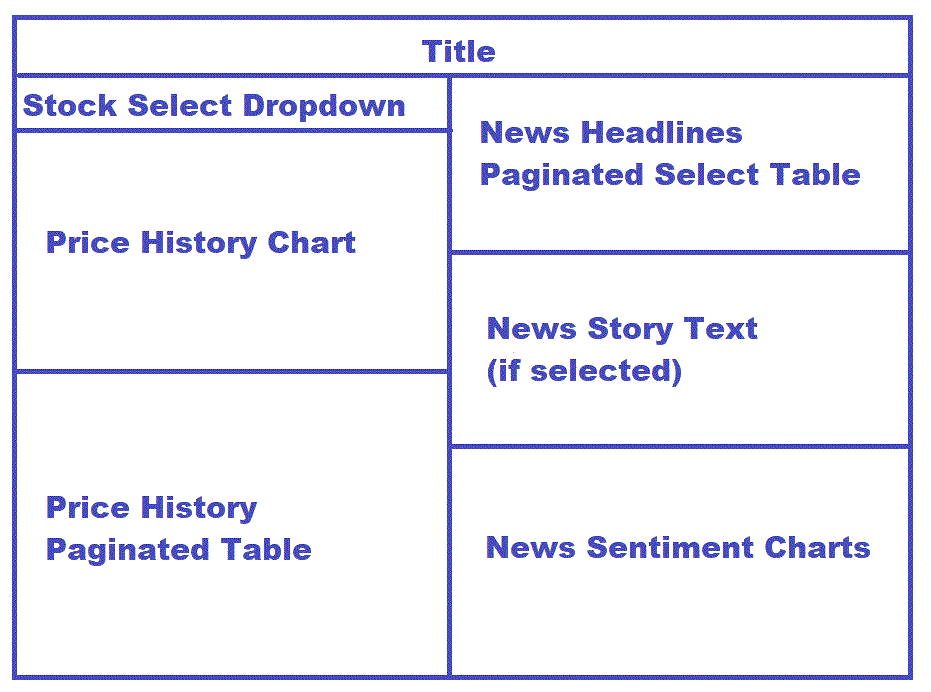 Title
Stock Select Dropdown
Price History Chart
Price History
Paginated Table
News Headlines
Paginated Select Table
News Story Text
(if selected)
News Sentiment Charts